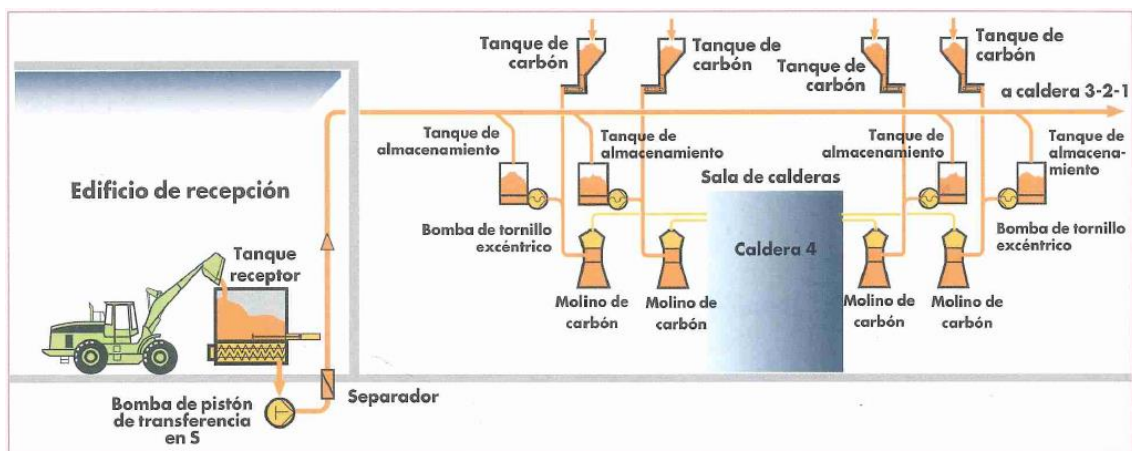 Tanque de
carbón
Tanque de
carbón
Tanque de
carbón
Tanque de
carbón
a caldera 3-2-1
Tanque de
almacenamiento
Tanque de
almacenamiento
Tanque de
almacenamiento
Tanque de
almacena-
miento
Edificio de recepción
Sala de calderas
Bomba de tornillo
excéntrico
Bomba de tornillo
excéntrico
Tanque
receptor
Caldera 4
Molino de
carbón
Molino de
carbón
Molino de
carbón
Molino de
carbón
Separador
Bomba de pistón
de transferencia
en S